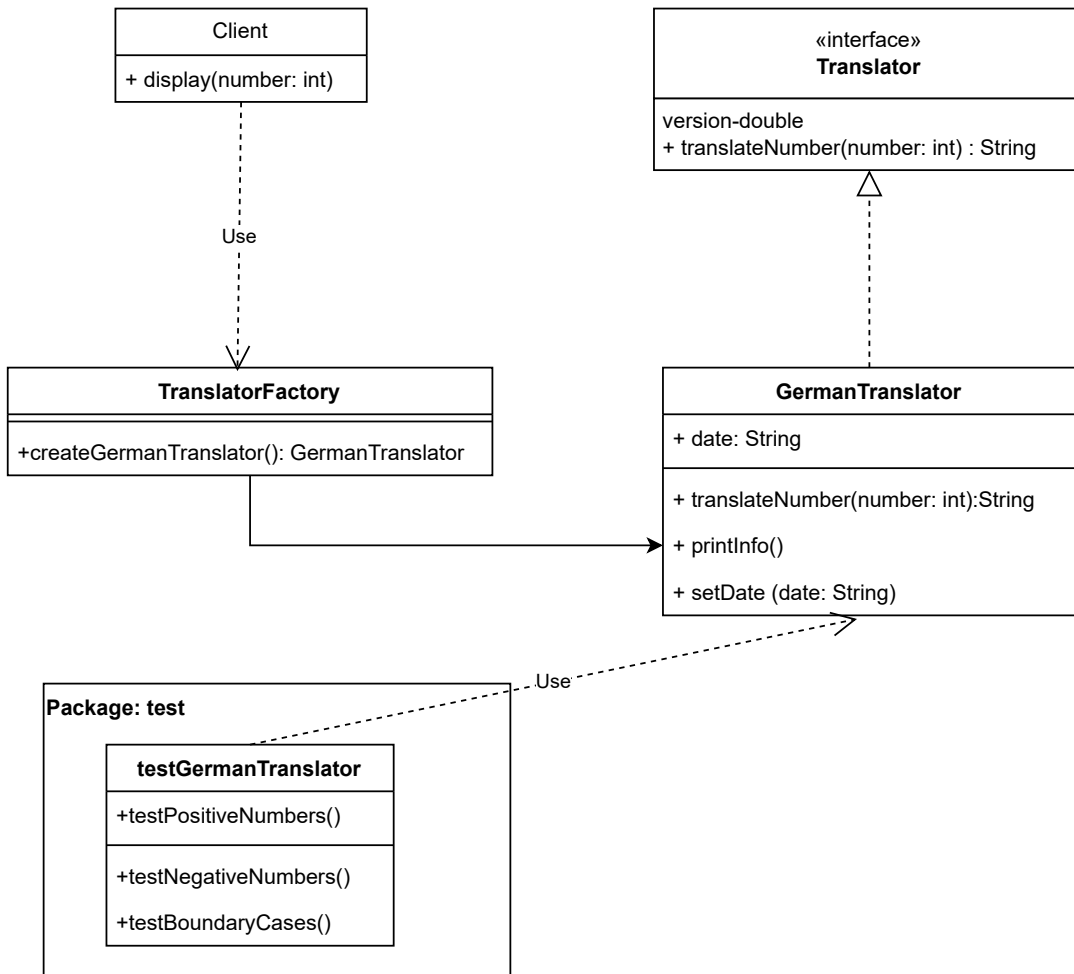 Client
+ display(number: int)
«interface»
Translator
version-double
+ translateNumber(number: int) : String
Use
TranslatorFactory
+createGermanTranslator(): GermanTranslator
GermanTranslator
+ date: String
+ translateNumber(number: int):String
+ printInfo()
+ setDate (date: String)
Use
Package: test
testGermanTranslator
+testPositiveNumbers()
+testNegativeNumbers()
+testBoundaryCases()